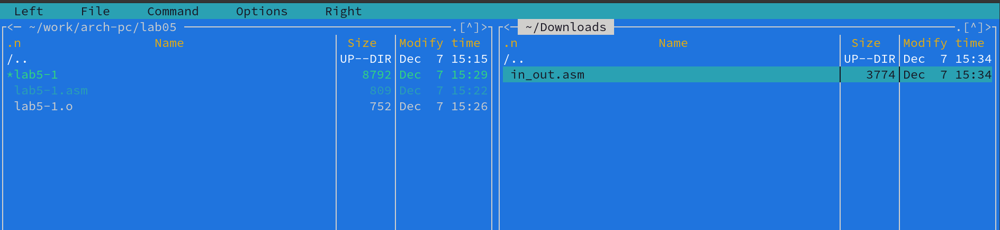 Left File Command Options Right
<─ ~/work/arch-pc/lab05 .[^]>
.n Name Size Modify time
/.. UP--DIR Dec 7 15:15
*lab5-1 8792 Dec 7 15:29
lab5-1.asm 809 Dec 7 15:22
lab5-1.o 752 Dec 7 15:26
<─ ~/Downloads .[^]>
.n Name Size Modify time
/.. UP--DIR Dec 7 15:34
in_out.asm 3774 Dec 7 15:34